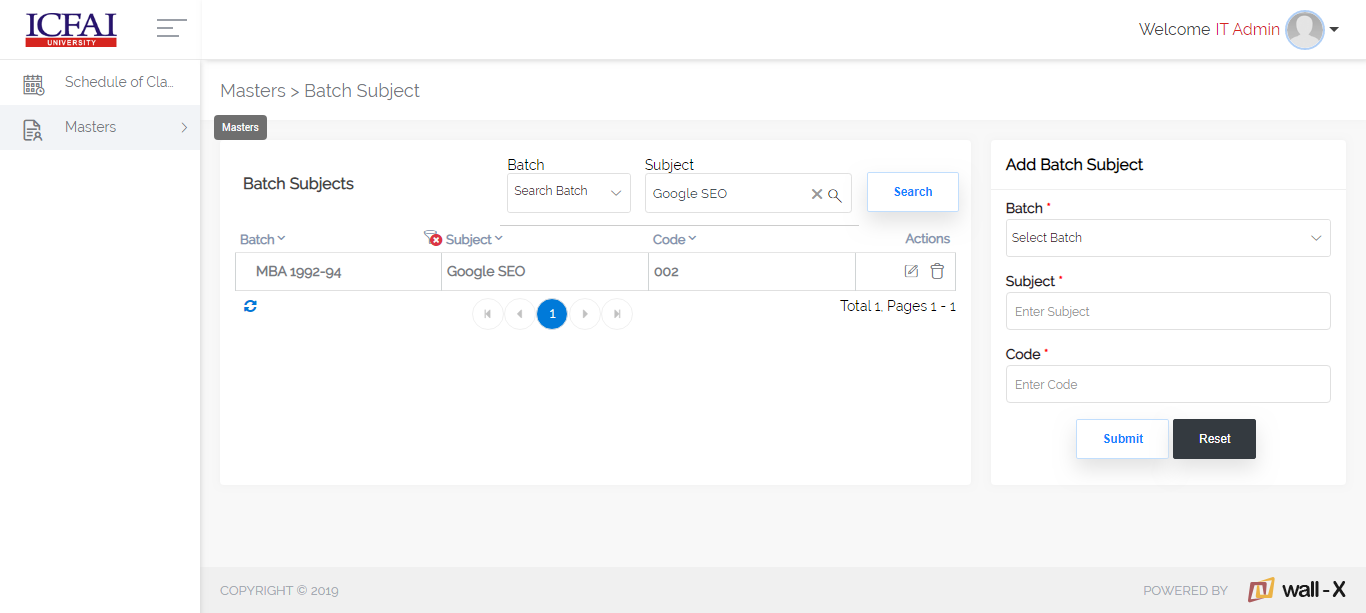 ICFAI
UNIVERSITY
Welcome IT Admin
Schedule of Cla...
Masters
Masters > Batch Subject
Masters
Batch Subjects
Batch
Search Batch
Subject
Google SEO
Search
Batch Subject Code Actions
MBA 1992-94 Google SEO 002
1
Total 1, Pages 1 - 1
Add Batch Subject
Batch *
Select Batch
Subject *
Enter Subject
Code *
Enter Code
Submit Reset
COPYRIGHT © 2019
POWERED BY wall-X